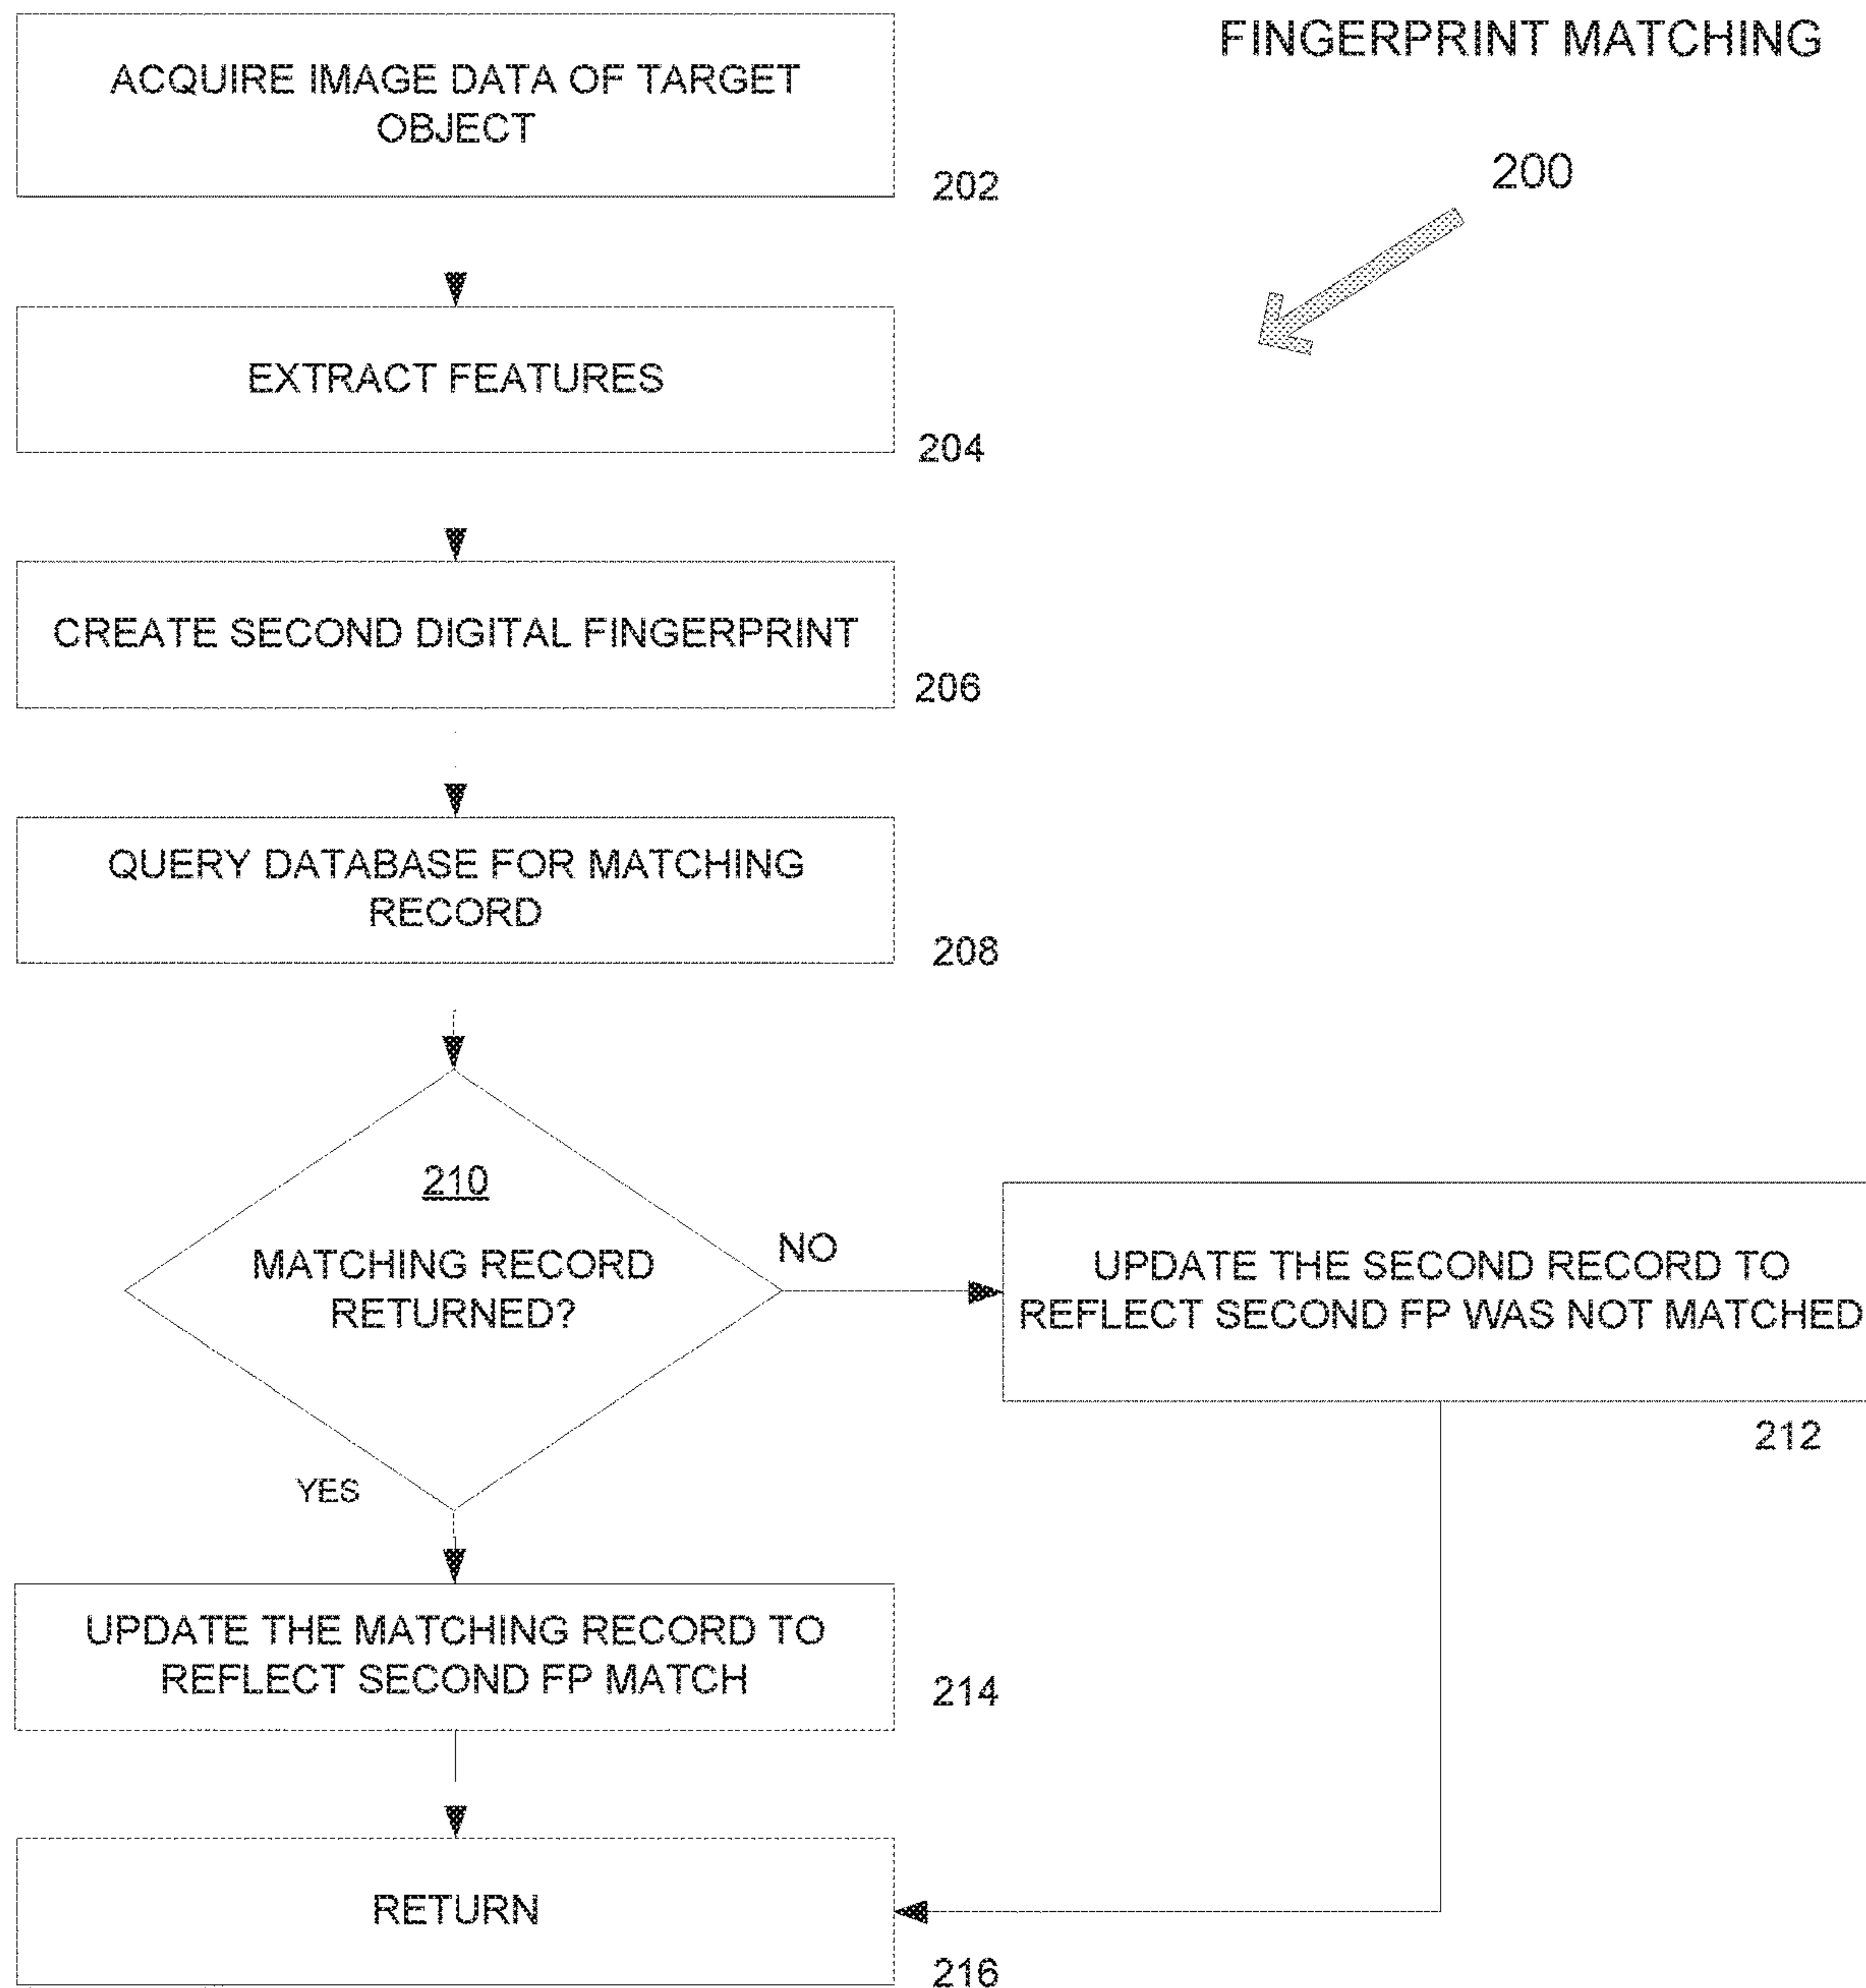 FINGERPRINT MATCHING
200
ACQUIRE IMAGE DATA OF TARGET
OBJECT
202
EXTRACT FEATURES
204
CREATE SECOND DIGITAL FINGERPRINT
206
QUERY DATABASE FOR MATCHING
RECORD
208
210
MATCHING RECORD
RETURNED?
NO
UPDATE THE SECOND RECORD TO
REFLECT SECOND FP WAS NOT MATCHED
212
YES
UPDATE THE MATCHING RECORD TO
REFLECT SECOND FP MATCH
214
RETURN
216